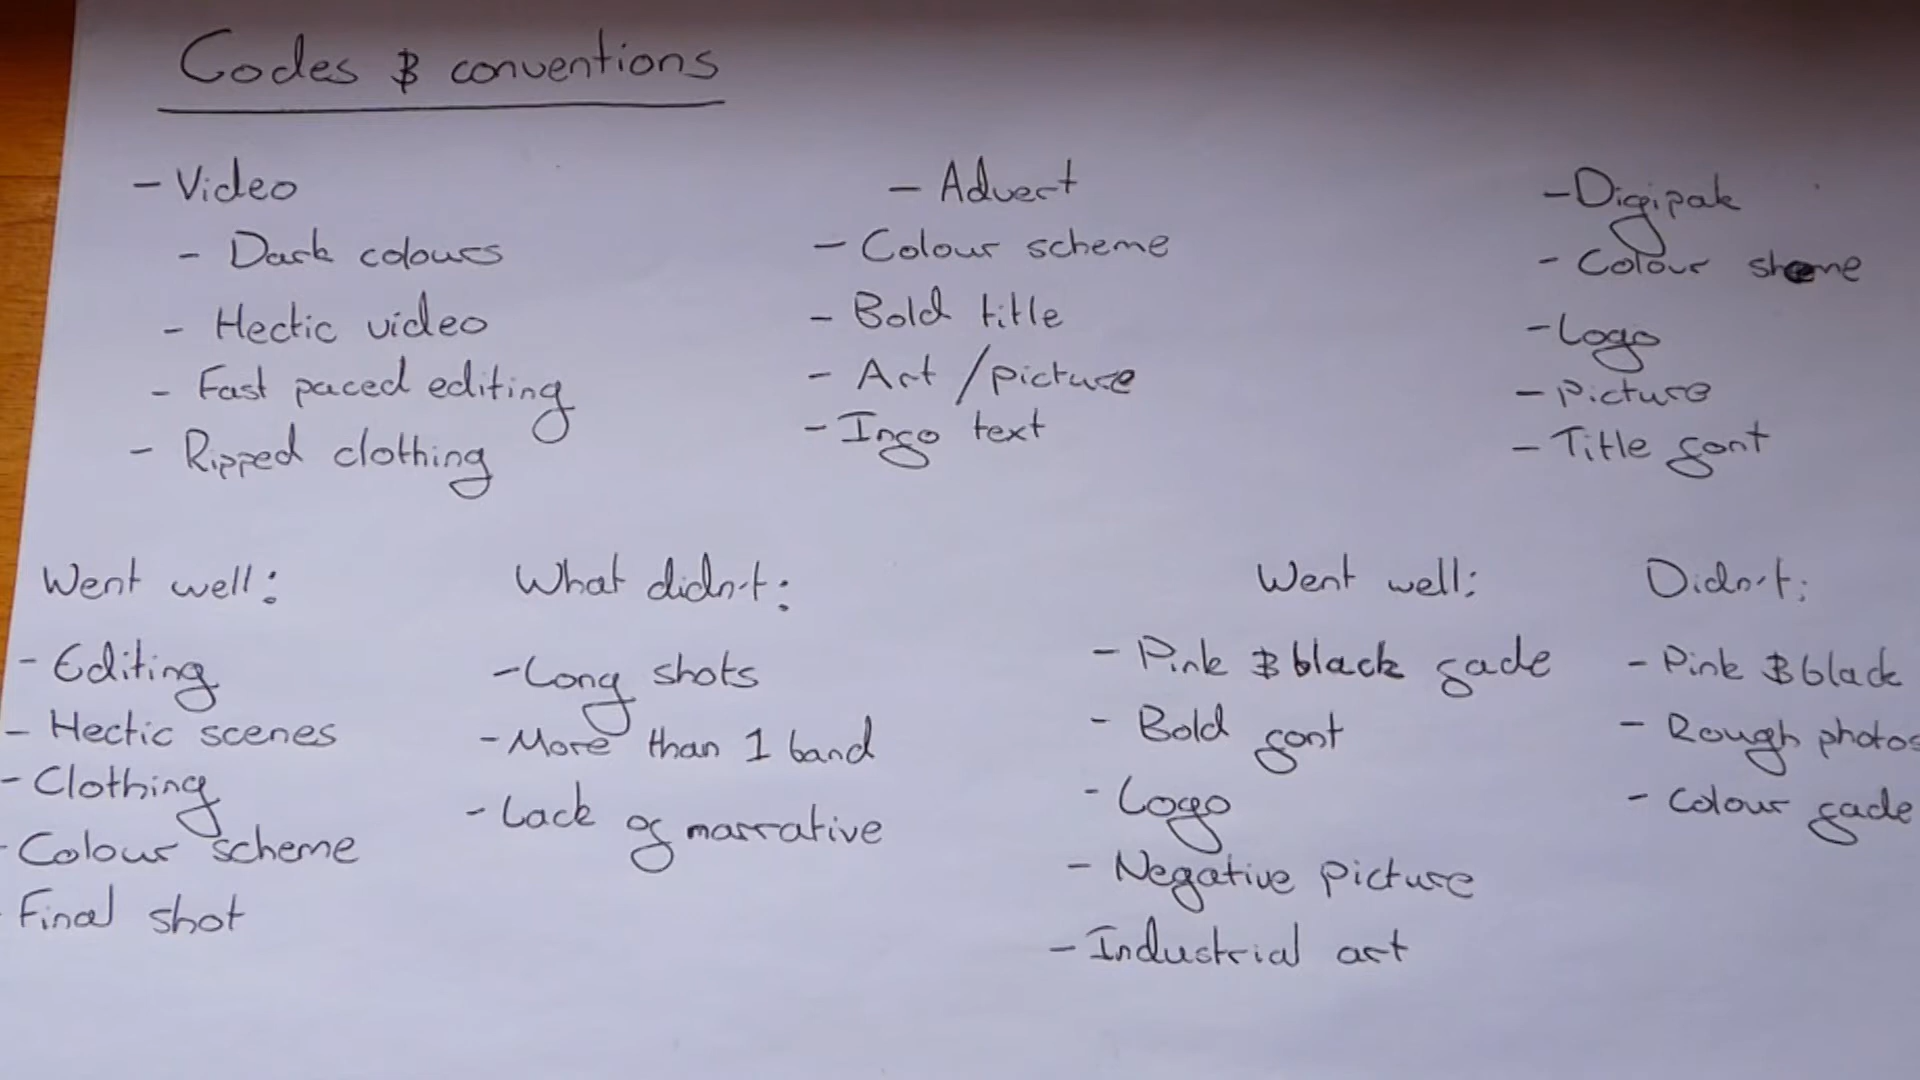 Codes & conventions
- Video
- Dark colours
- Hectic video
- Fast paced editing
- Ripped clothing
- Advert
- Colour scheme
- Bold title
- Art / picture
- Info text
- Digipak
- Colour sheme
- Logo
- Picture
- Title font
Went well:
- Editing
- Hectic scenes
- Clothing
- Colour scheme
- Final shot
What didn't:
- Long shots
- More than 1 band
- Lack of narrative
Went well:
- Pink & black fade
- Bold font
- Logo
- Negative picture
- Industrial art
Didn't:
- Pink & black
- Rough photos
- Colour fade